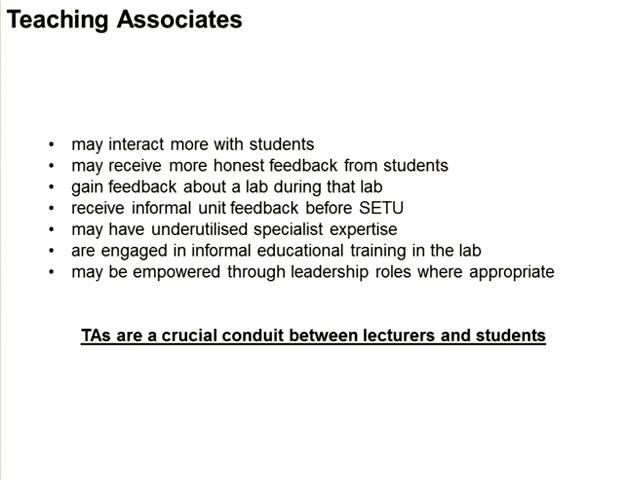 Teaching Associates
• may interact more with students
• may receive more honest feedback from students
• gain feedback about a lab during that lab
• receive informal unit feedback before SETU
• may have underutilised specialist expertise
• are engaged in informal educational training in the lab
• may be empowered through leadership roles where appropriate
TAs are a crucial conduit between lecturers and students